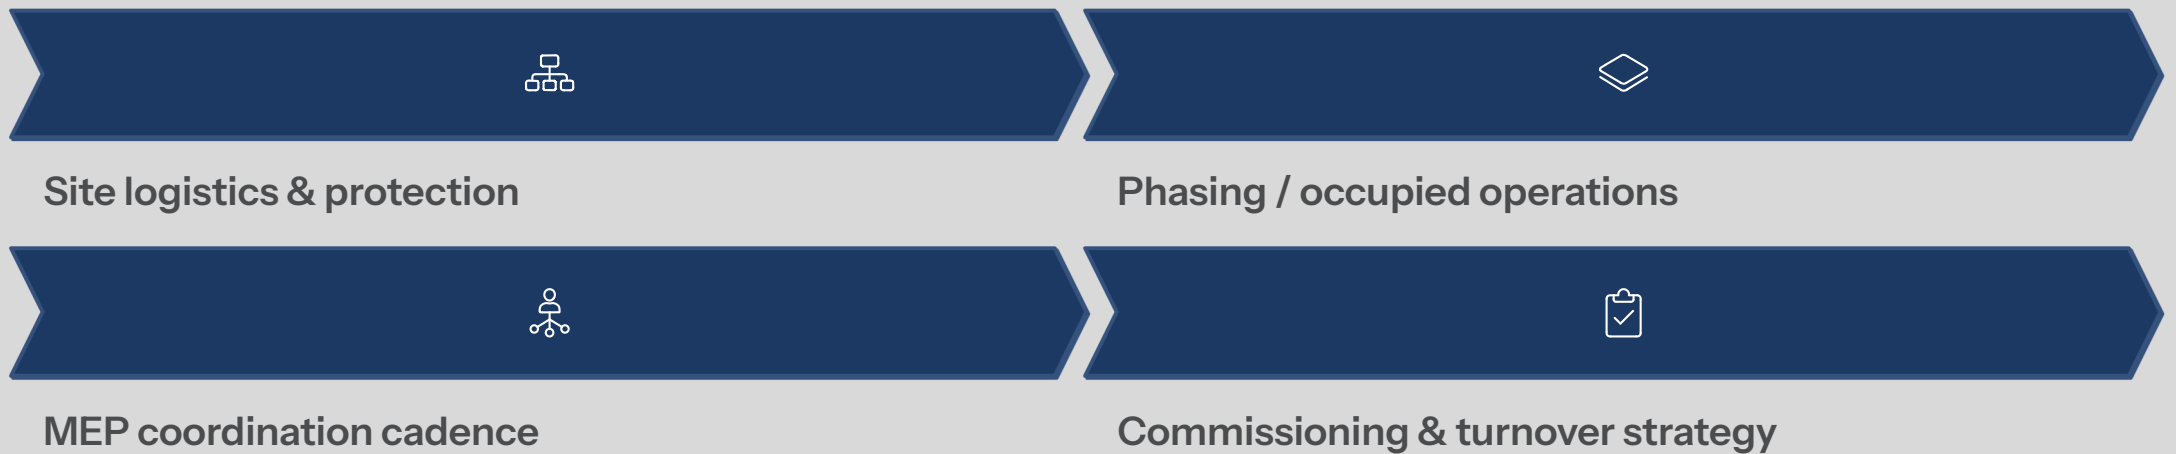 Site logistics & protection
Phasing / occupied operations
MEP coordination cadence
Commissioning & turnover strategy